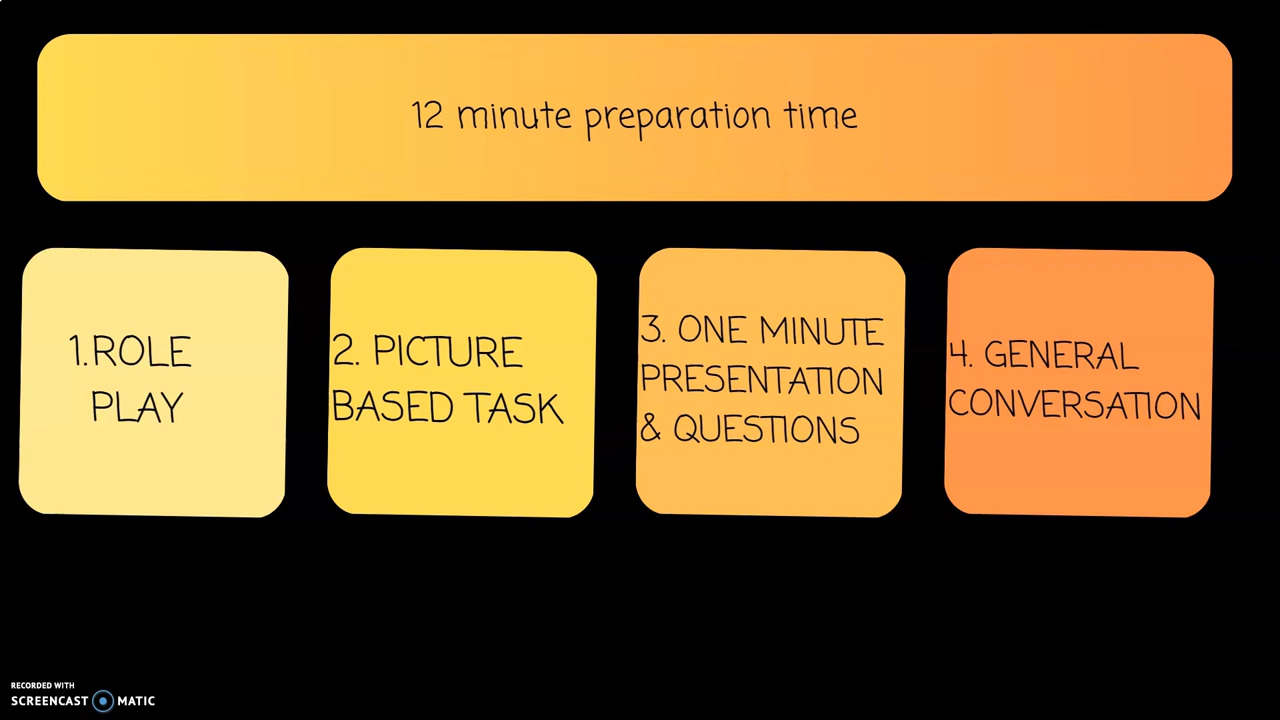 12 minute preparation time
1.ROLE
PLAY
2. PICTURE
BASED TASK
3. ONE MINUTE
PRESENTATION
& QUESTIONS
4. GENERAL
CONVERSATION
RECORDED WITH
SCREENCAST MATIC